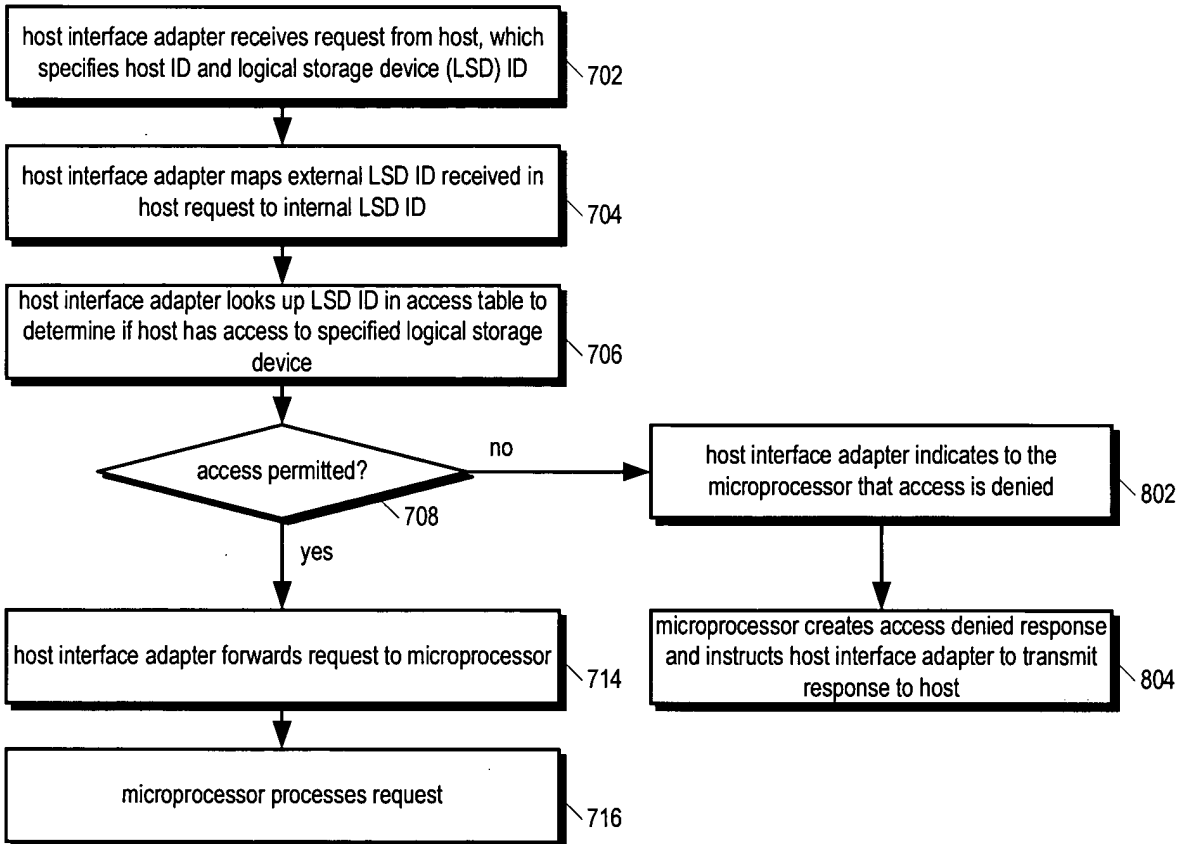 host interface adapter receives request from host, which
specifies host ID and logical storage device (LSD) ID
702
host interface adapter maps external LSD ID received in
host request to internal LSD ID
704
host interface adapter looks up LSD ID in access table to
determine if host has access to specified logical storage
device
706
access permitted?
708
no
yes
host interface adapter indicates to the
microprocessor that access is denied
802
host interface adapter forwards request to microprocessor
714
microprocessor creates access denied response
and instructs host interface adapter to transmit
response to host
804
microprocessor processes request
716